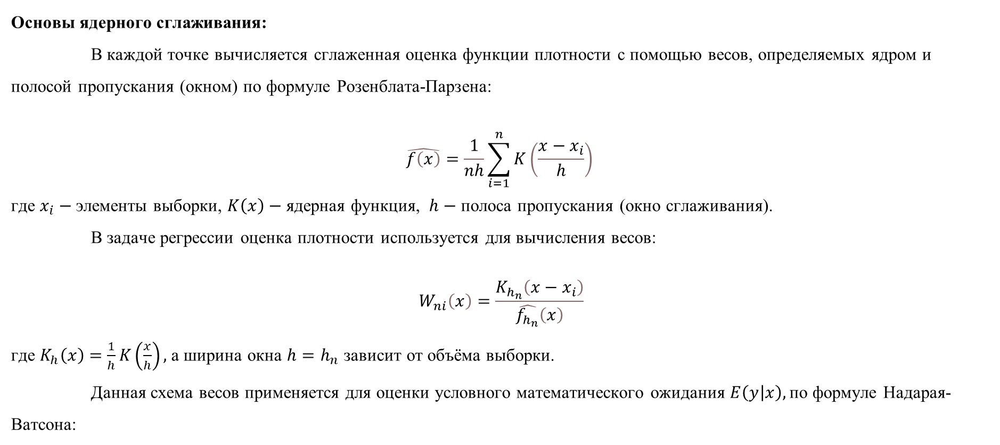 Основы ядерного сглаживания:
В каждой точке вычисляется сглаженная оценка функции плотности с помощью весов, определяемых ядром и
полосой пропускания (окном) по формуле Розенблата-Парзена:
$\widehat{f(x)} = \frac{1}{nh} \sum_{i=1}^{n} K\left(\frac{x - x_i}{h}\right)$
где $x_i$ − элементы выборки, $K(x)$ − ядерная функция, $h$ − полоса пропускания (окно сглаживания).
В задаче регрессии оценка плотности используется для вычисления весов:
$W_{ni}(x) = \frac{K_{h_n}(x - x_i)}{\widehat{f_{h_n}}(x)}$
где $K_h(x) = \frac{1}{h} K\left(\frac{x}{h}\right)$, а ширина окна $h = h_n$ зависит от объёма выборки.
Данная схема весов применяется для оценки условного математического ожидания $E(y|x)$, по формуле Надарая-
Ватсона: